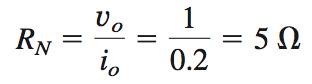 R_N = v_o / i_o = 1 / 0.2 = 5 Ω